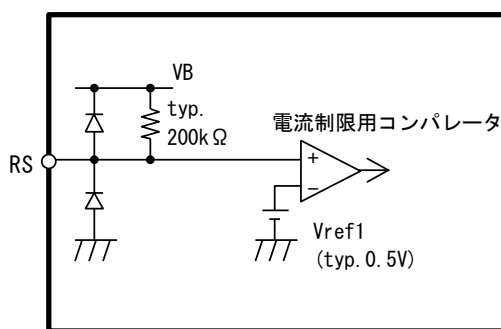 VB
typ.
200kΩ
電流制限用コンパレータ
RS
+
−
Vref1
(typ.0.5V)